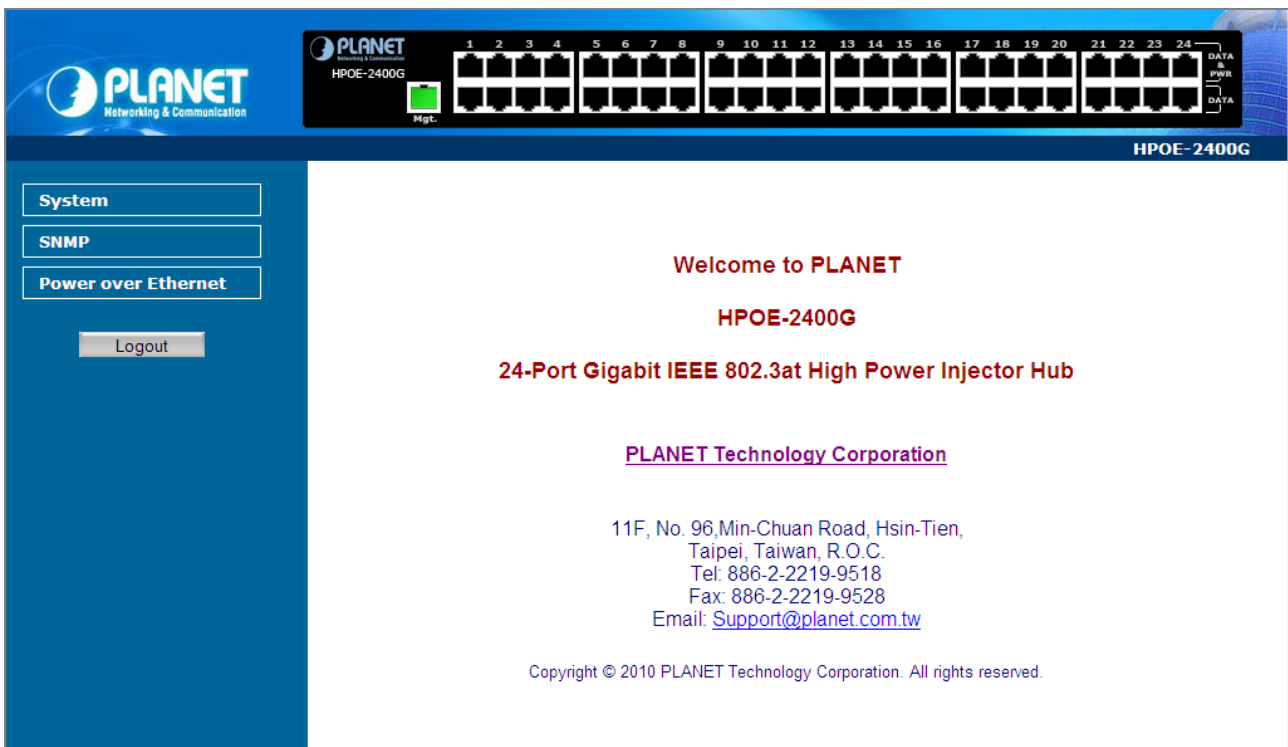 PLANET
Networking & Communication
PLANET
Networking & Communication
HPOE-2400G
Mgt.
1 2 3 4 5 6 7 8 9 10 11 12 13 14 15 16 17 18 19 20 21 22 23 24
DATA
&
PWR
DATA
HPOE-2400G
System
SNMP
Power over Ethernet
Logout
Welcome to PLANET
HPOE-2400G
24-Port Gigabit IEEE 802.3at High Power Injector Hub
PLANET Technology Corporation
11F, No. 96,Min-Chuan Road, Hsin-Tien,
Taipei, Taiwan, R.O.C.
Tel: 886-2-2219-9518
Fax: 886-2-2219-9528
Email: Support@planet.com.tw
Copyright © 2010 PLANET Technology Corporation. All rights reserved.